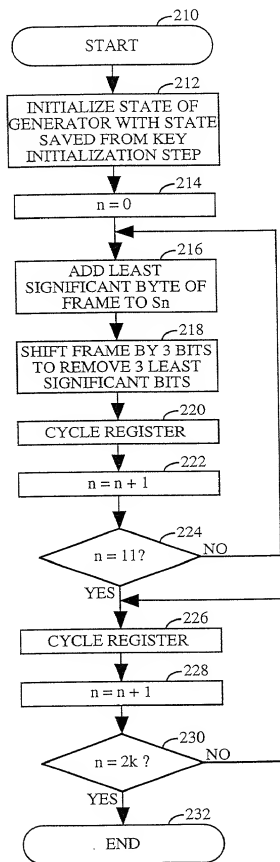 210
START
212
INITIALIZE STATE OF
GENERATOR WITH STATE
SAVED FROM KEY
INITIALIZATION STEP
214
n = 0
216
ADD LEAST
SIGNIFICANT BYTE OF
FRAME TO Sn
218
SHIFT FRAME BY 3 BITS
TO REMOVE 3 LEAST
SIGNIFICANT BITS
220
CYCLE REGISTER
222
n = n + 1
224
n = 11?
NO
YES
226
CYCLE REGISTER
228
n = n + 1
230
n = 2k ?
NO
YES
232
END